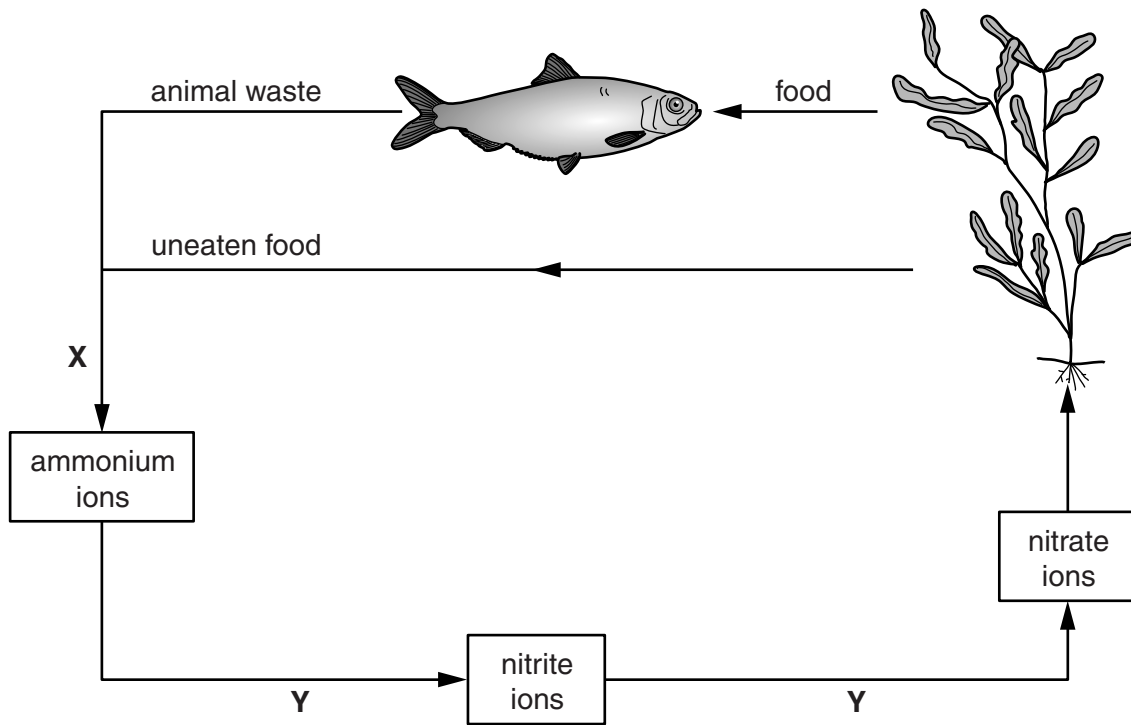 animal waste
food
uneaten food
X
ammonium
ions
nitrate
ions
nitrite
ions
Y
Y